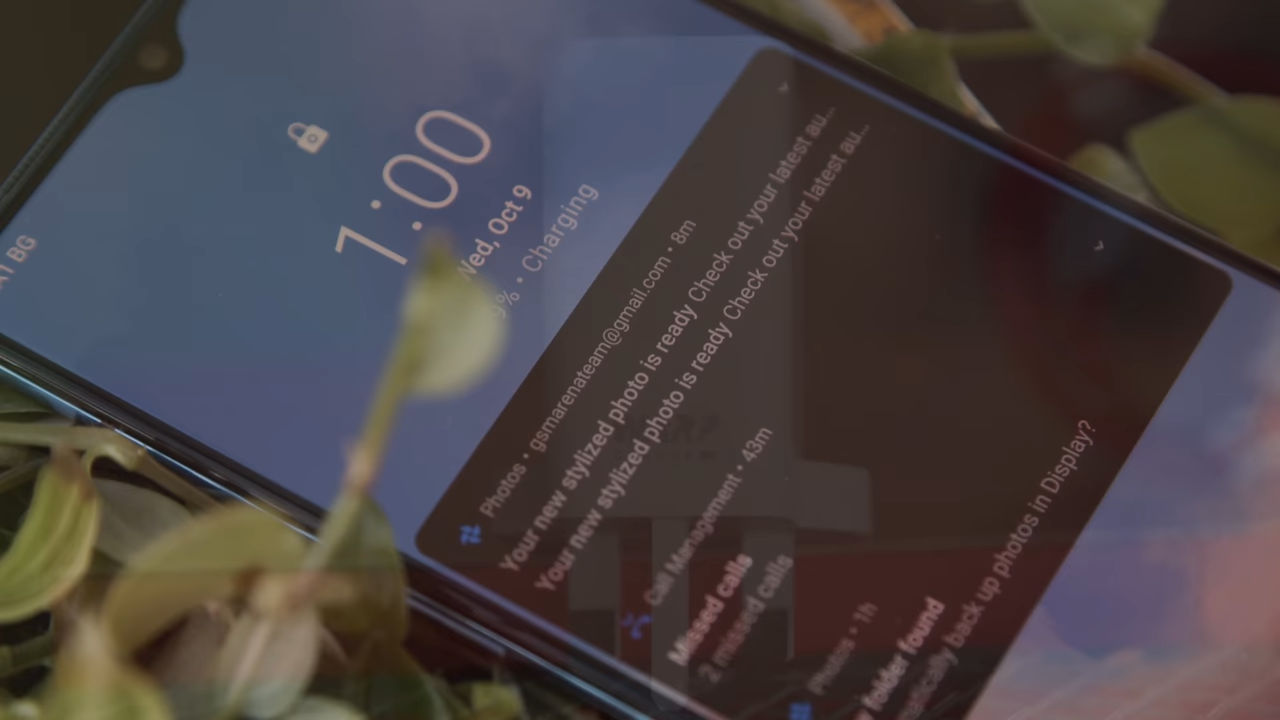 A1 BG
1:00
Wed, Oct 9
9% • Charging
Photos • gsmarenateam@gmail.com • 8m
Your new stylized photo is ready Check out your latest au...
Your new stylized photo is ready Check out your latest au...
Call Management • 43m
Missed calls
2 missed calls
Photos • 1h
folder found
back up photos in Display?